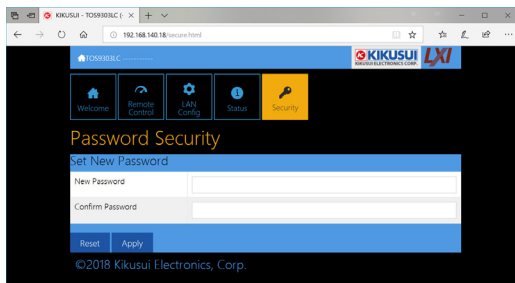 KIKUSUI - TOS9303LC (-
192.168.140.18/secure.html
TOS9303LC
KIKUSUI
KIKUSUI ELECTRONICS CORP.
LXI
Welcome
Remote Control
LAN Config
Status
Security
Password Security
Set New Password
New Password
Confirm Password
Reset Apply
©2018 Kikusui Electronics, Corp.